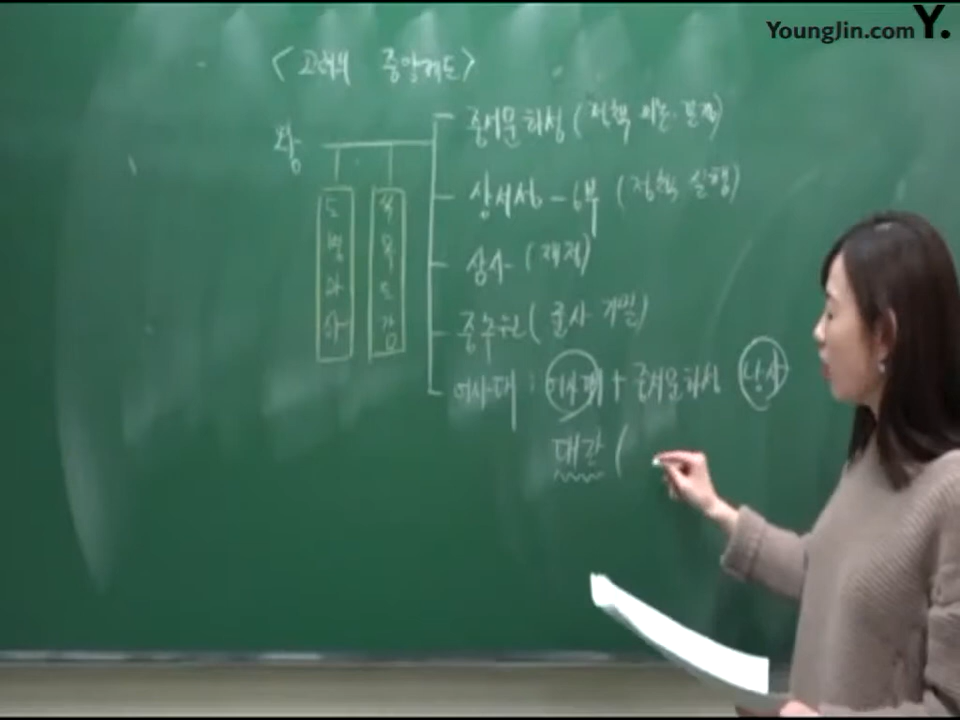 YoungJin.com Y.
<고려의 중앙제도>
왕
중서문하성 (정책 의논·결정)
상서성 - 6부 (정책 실행)
삼사 (재정)
중추원 (군사 기밀)
어사대 : 어사대 + 중서문하성 낭사
대간 (
도병마사
식목도감